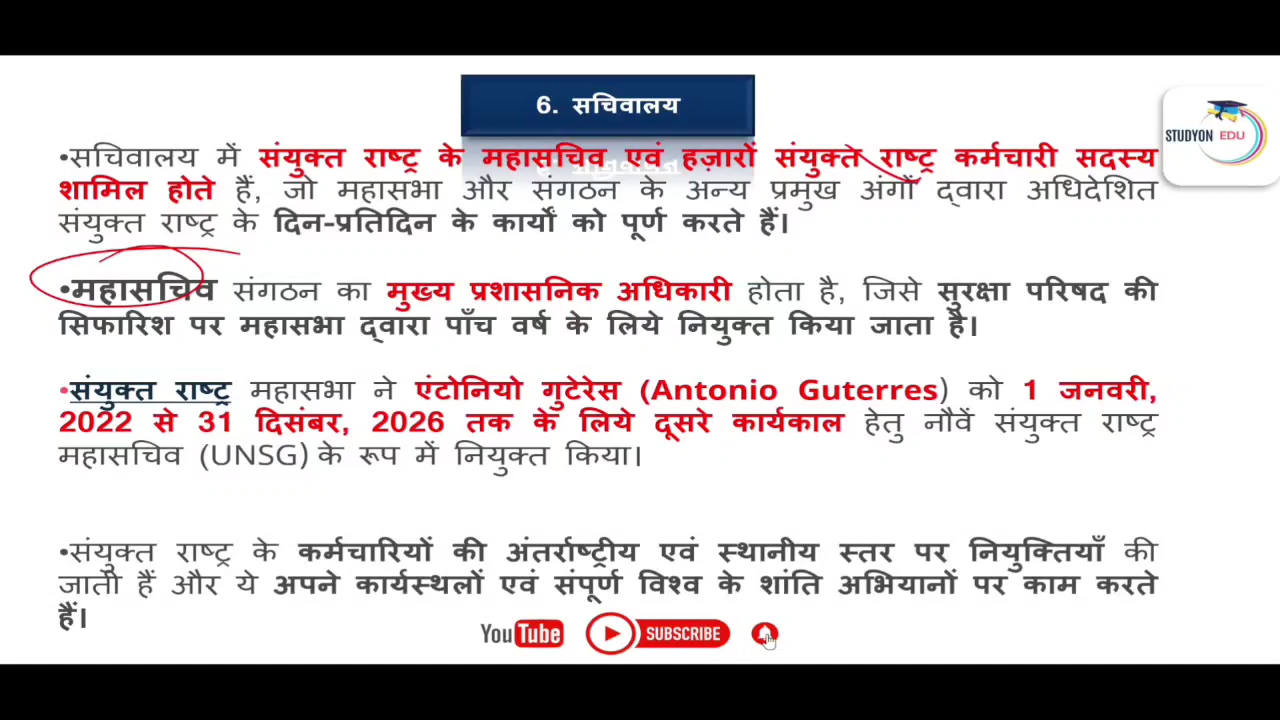 6. सचिवालय
STUDYON EDU
•सचिवालय में संयुक्त राष्ट्र के महासचिव एवं हज़ारों संयुक्त राष्ट्र कर्मचारी सदस्य
शामिल होते हैं, जो महासभा और संगठन के अन्य प्रमुख अंगों द्वारा अधिदेशित
संयुक्त राष्ट्र के दिन-प्रतिदिन के कार्यों को पूर्ण करते हैं।
•महासचिव संगठन का मुख्य प्रशासनिक अधिकारी होता है, जिसे सुरक्षा परिषद की
सिफारिश पर महासभा द्वारा पाँच वर्ष के लिये नियुक्त किया जाता है।
•संयुक्त राष्ट्र महासभा ने एंटोनियो गुटेरेस (Antonio Guterres) को 1 जनवरी,
2022 से 31 दिसंबर, 2026 तक के लिये दूसरे कार्यकाल हेतु नौवें संयुक्त राष्ट्र
महासचिव (UNSG) के रूप में नियुक्त किया।
•संयुक्त राष्ट्र के कर्मचारियों की अंतर्राष्ट्रीय एवं स्थानीय स्तर पर नियुक्तियाँ की
जाती हैं और ये अपने कार्यस्थलों एवं संपूर्ण विश्व के शांति अभियानों पर काम करते
हैं।
YouTube SUBSCRIBE